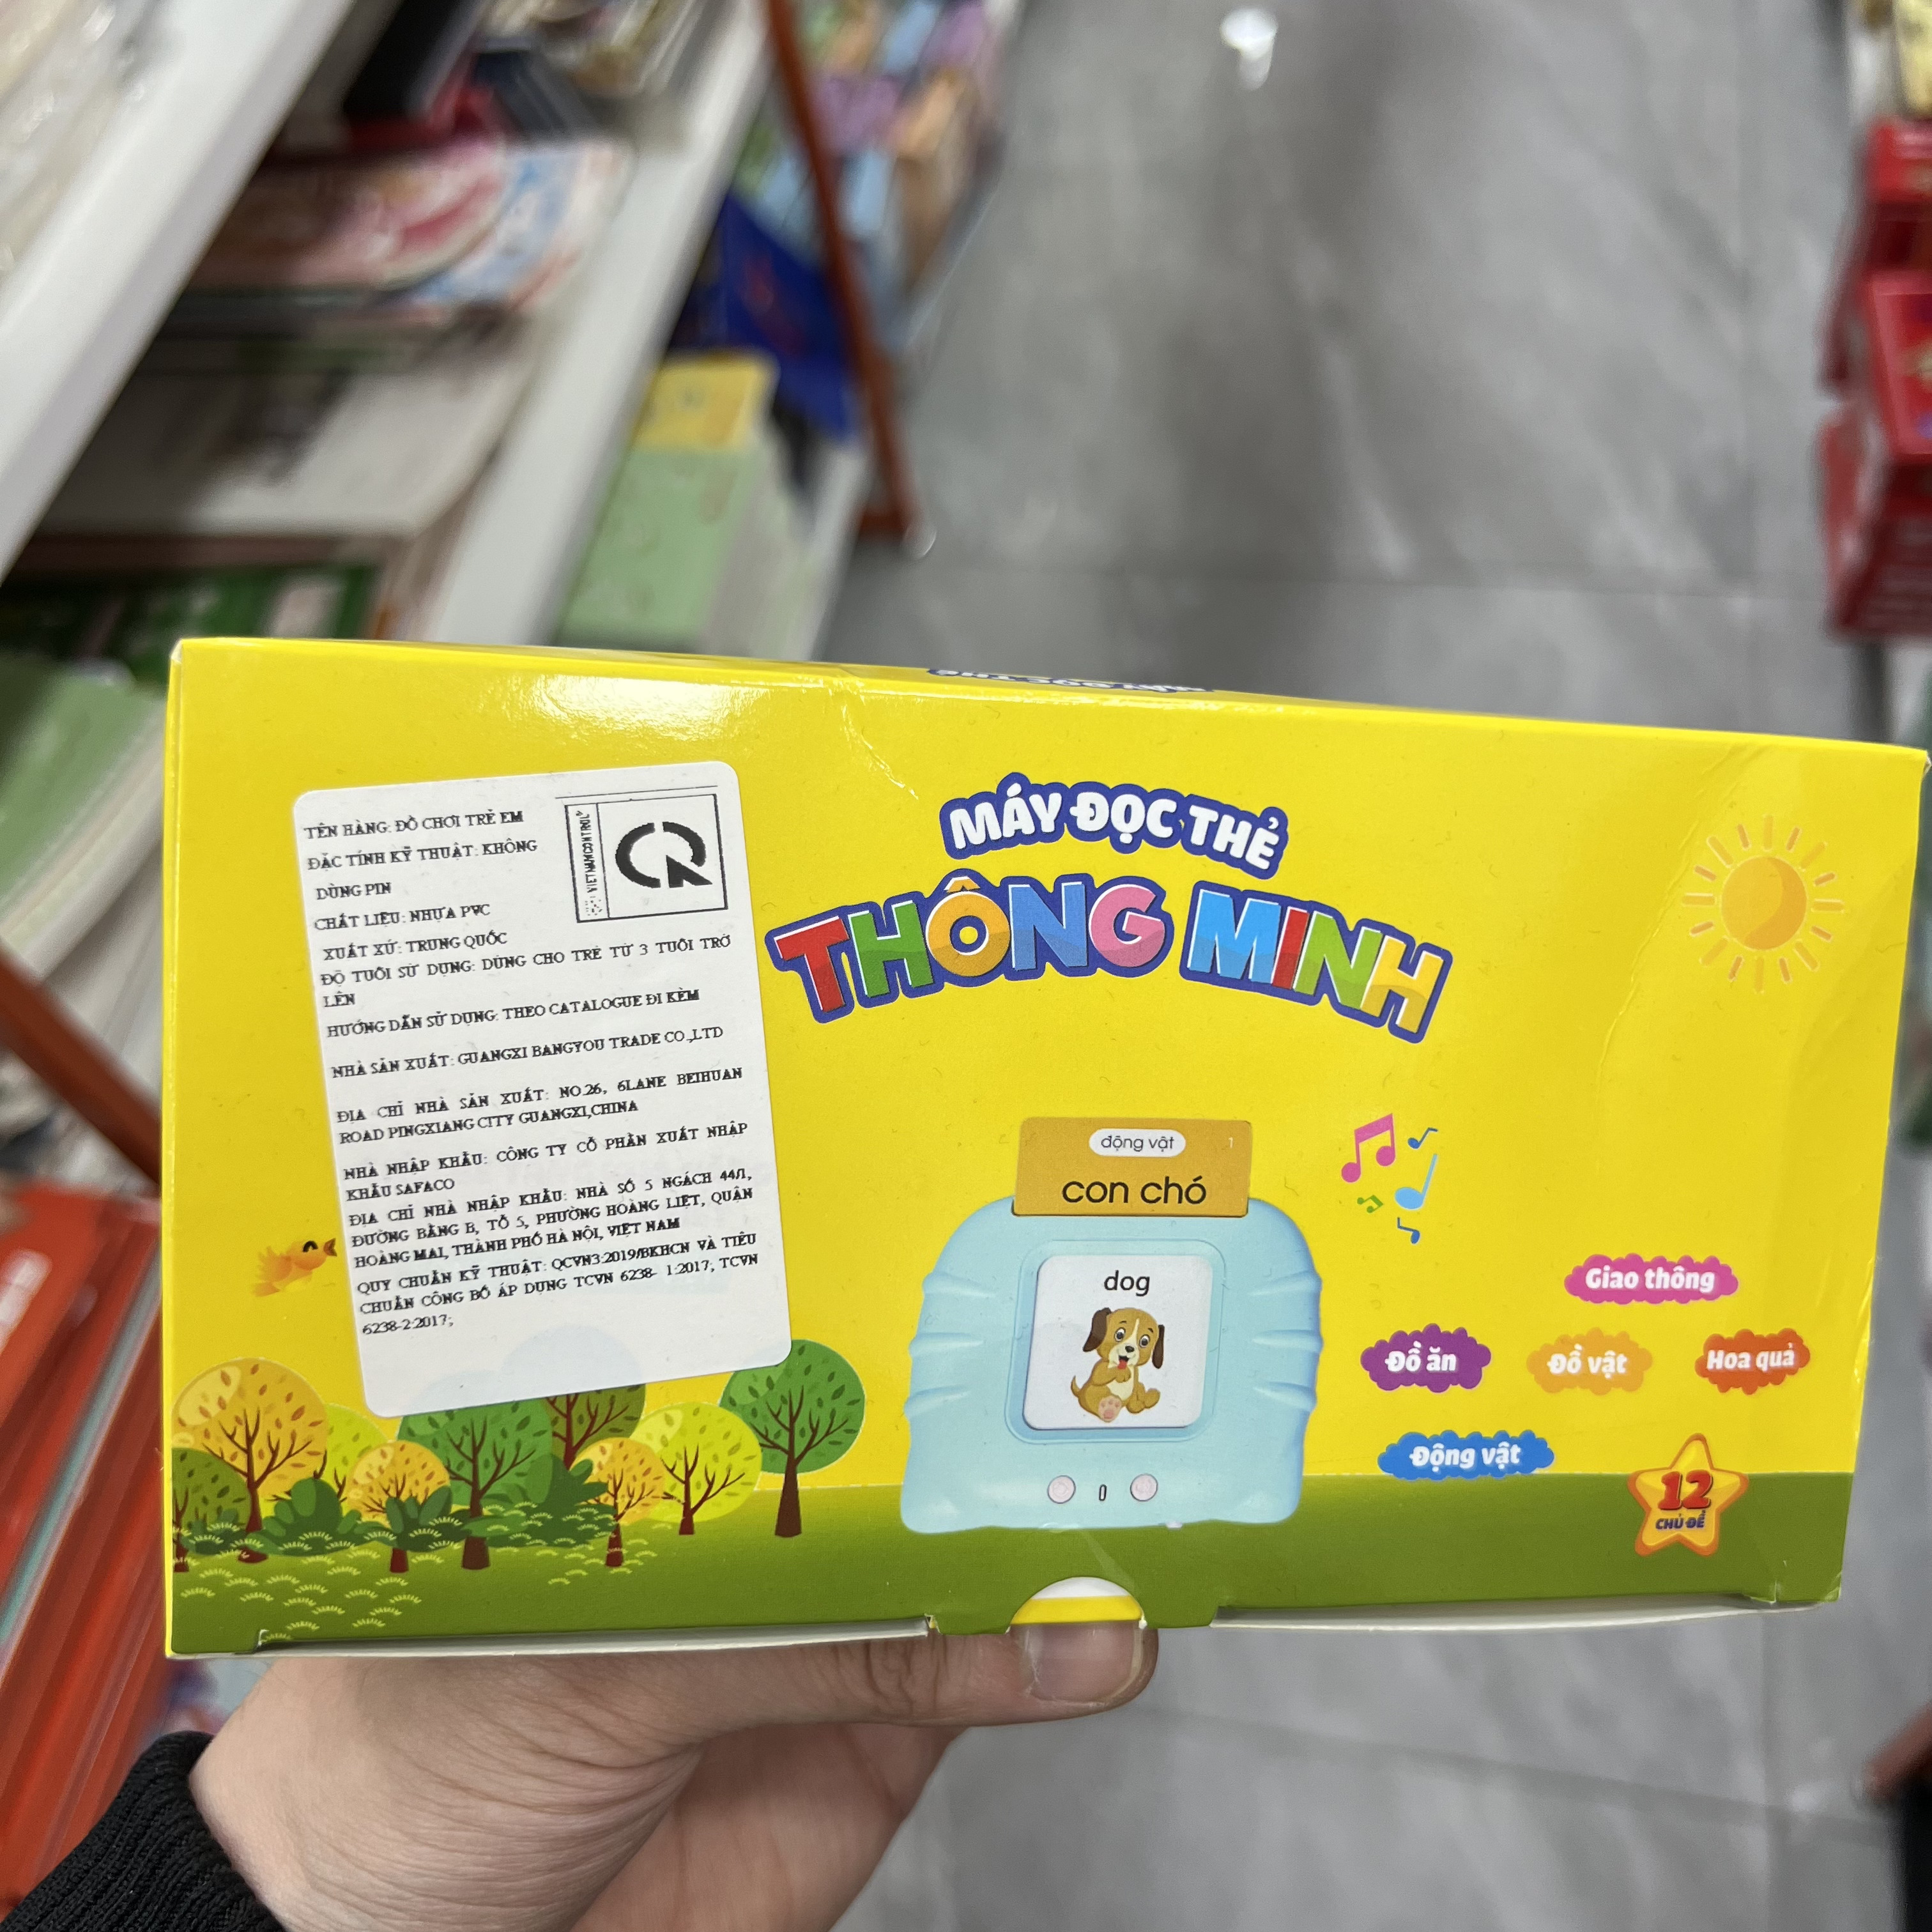 MÁY ĐỌC THẺ
TÊN HÀNG: ĐỒ CHƠI TRẺ EM
ĐẶC TÍNH KỸ THUẬT: KHÔNG
DÙNG PIN
CHẤT LIỆU: NHỰA PVC
XUẤT XỨ: TRUNG QUỐC
ĐỘ TUỔI SỬ DỤNG: DÙNG CHO TRẺ TỪ 3 TUỔI TRỞ
LÊN
HƯỚNG DẪN SỬ DỤNG: THEO CATALOGUE ĐI KÈM
NHÀ SẢN XUẤT: GUANGXI BANGYOU TRADE CO.,LTD
ĐỊA CHỈ NHÀ SẢN XUẤT: NO.26, 6LANE BEIHUAN
ROAD PINGXIANG CITY GUANGXI,CHINA
NHÀ NHẬP KHẨU: CÔNG TY CỔ PHẦN XUẤT NHẬP
KHẨU SAFACO
ĐỊA CHỈ NHÀ NHẬP KHẨU: NHÀ SỐ 5 NGÁCH 44/1,
ĐƯỜNG BẰNG B, TỔ 5, PHƯỜNG HOÀNG LIỆT, QUẬN
HOÀNG MAI, THÀNH PHỐ HÀ NỘI, VIỆT NAM
QUY CHUẨN KỸ THUẬT: QCVN3:2019/BKHCN VÀ TIÊU
CHUẨN CÔNG BỐ ÁP DỤNG TCVN 6238- 1:2017; TCVN
6238-2:2017;
VIETNAMCONTROL
CR
MÁY ĐỌC THẺ
THÔNG MINH
động vật
1
con chó
dog
Giao thông
Đồ ăn
Đồ vật
Hoa quả
Động vật
12
CHỦ ĐỀ